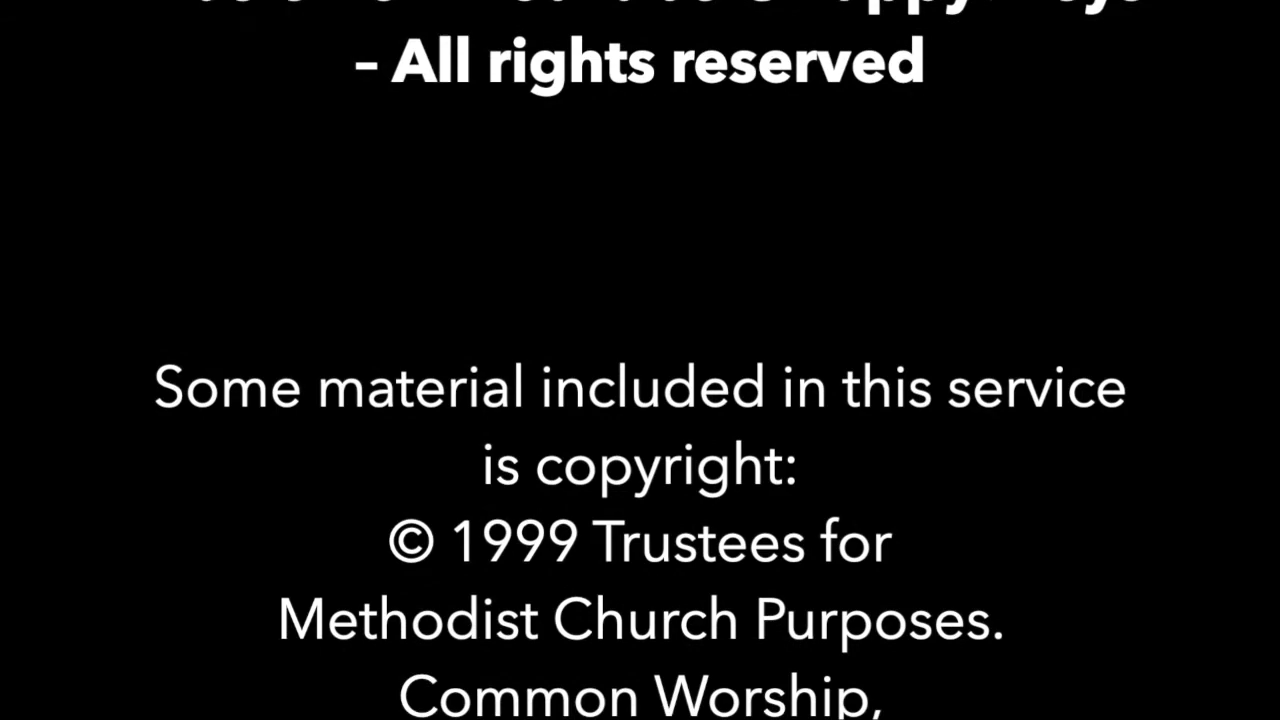 - All rights reserved
Some material included in this service
is copyright:
© 1999 Trustees for
Methodist Church Purposes.
Common Worship,